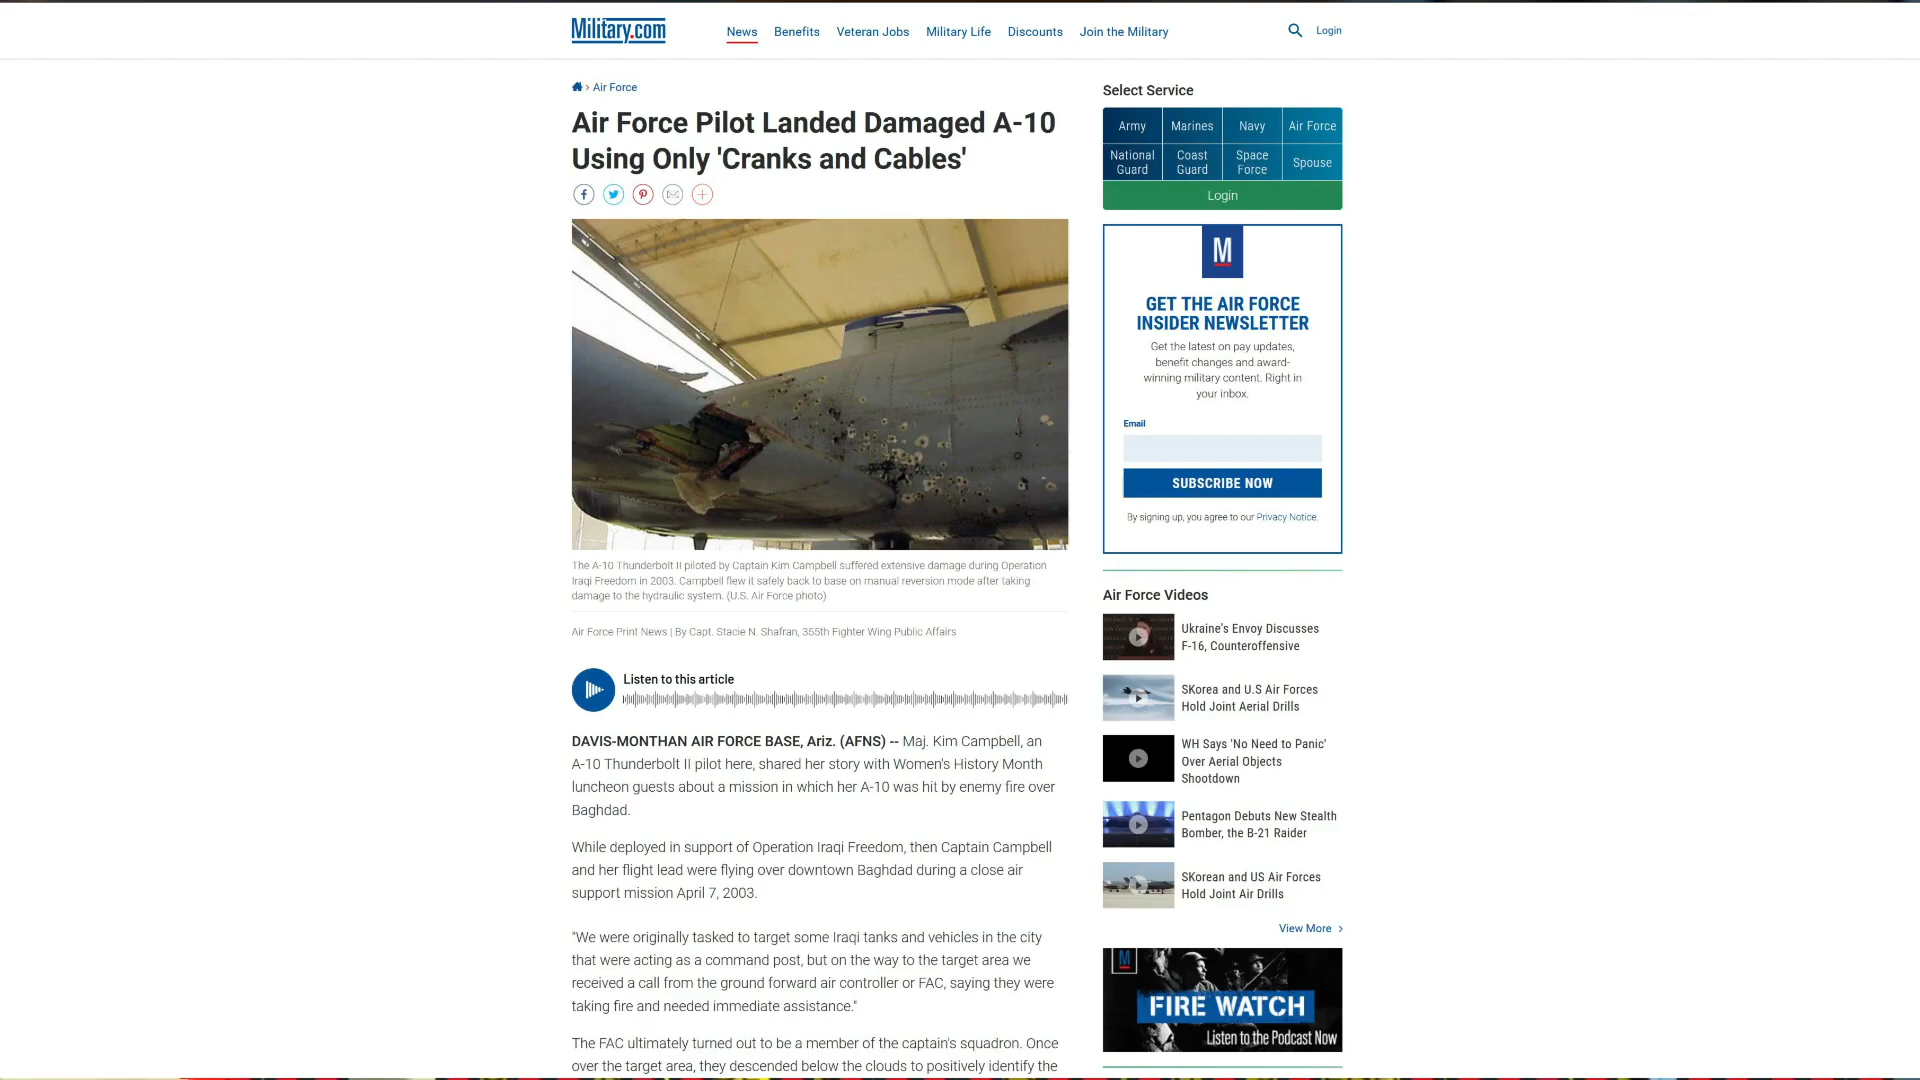 Military.com
News Benefits Veteran Jobs Military Life Discounts Join the Military Login
Air Force
Air Force Pilot Landed Damaged A-10
Using Only 'Cranks and Cables'
The A-10 Thunderbolt II piloted by Captain Kim Campbell suffered extensive damage during Operation
Iraqi Freedom in 2003. Campbell flew it safely back to base on manual reversion mode after taking
damage to the hydraulic system. (U.S. Air Force photo)
Air Force Print News | By Capt. Stacie N. Shafran, 355th Fighter Wing Public Affairs
Listen to this article
DAVIS-MONTHAN AIR FORCE BASE, Ariz. (AFNS) -- Maj. Kim Campbell, an
A-10 Thunderbolt II pilot here, shared her story with Women's History Month
luncheon guests about a mission in which her A-10 was hit by enemy fire over
Baghdad.
While deployed in support of Operation Iraqi Freedom, then Captain Campbell
and her flight lead were flying over downtown Baghdad during a close air
support mission April 7, 2003.
"We were originally tasked to target some Iraqi tanks and vehicles in the city
that were acting as a command post, but on the way to the target area we
received a call from the ground forward air controller or FAC, saying they were
taking fire and needed immediate assistance."
The FAC ultimately turned out to be a member of the captain's squadron. Once
over the target area, they descended below the clouds to positively identify the
Select Service
Army Marines Navy Air Force
National Guard Coast Guard Space Force Spouse
Login
M
GET THE AIR FORCE
INSIDER NEWSLETTER
Get the latest on pay updates,
benefit changes and award-
winning military content. Right in
your inbox.
Email
SUBSCRIBE NOW
By signing up, you agree to our Privacy Notice.
Air Force Videos
Ukraine's Envoy Discusses
F-16, Counteroffensive
SKorea and U.S Air Forces
Hold Joint Aerial Drills
WH Says 'No Need to Panic'
Over Aerial Objects
Shootdown
Pentagon Debuts New Stealth
Bomber, the B-21 Raider
SKorean and US Air Forces
Hold Joint Air Drills
View More
M
FIRE WATCH
Listen to the Podcast Now